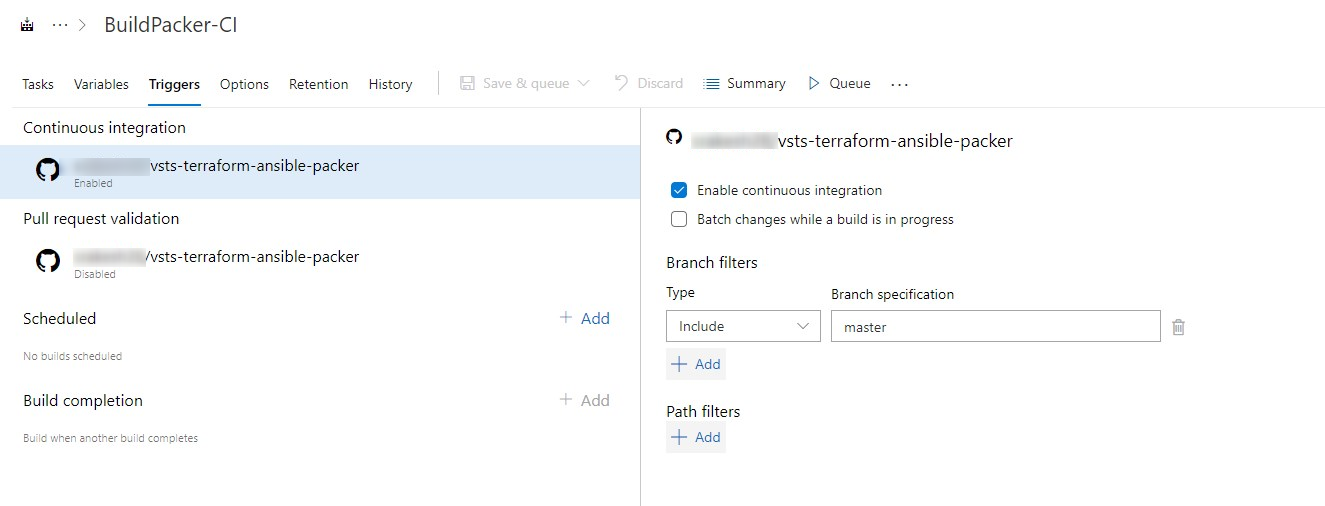 ··· > BuildPacker-CI
Tasks Variables Triggers Options Retention History Save & queue Discard Summary Queue ···
Continuous integration
vsts-terraform-ansible-packer
Enabled
Pull request validation
/vsts-terraform-ansible-packer
Disabled
Scheduled + Add
No builds scheduled
Build completion + Add
Build when another build completes
/vsts-terraform-ansible-packer
Enable continuous integration
Batch changes while a build is in progress
Branch filters
Type Branch specification
Include master
+ Add
Path filters
+ Add